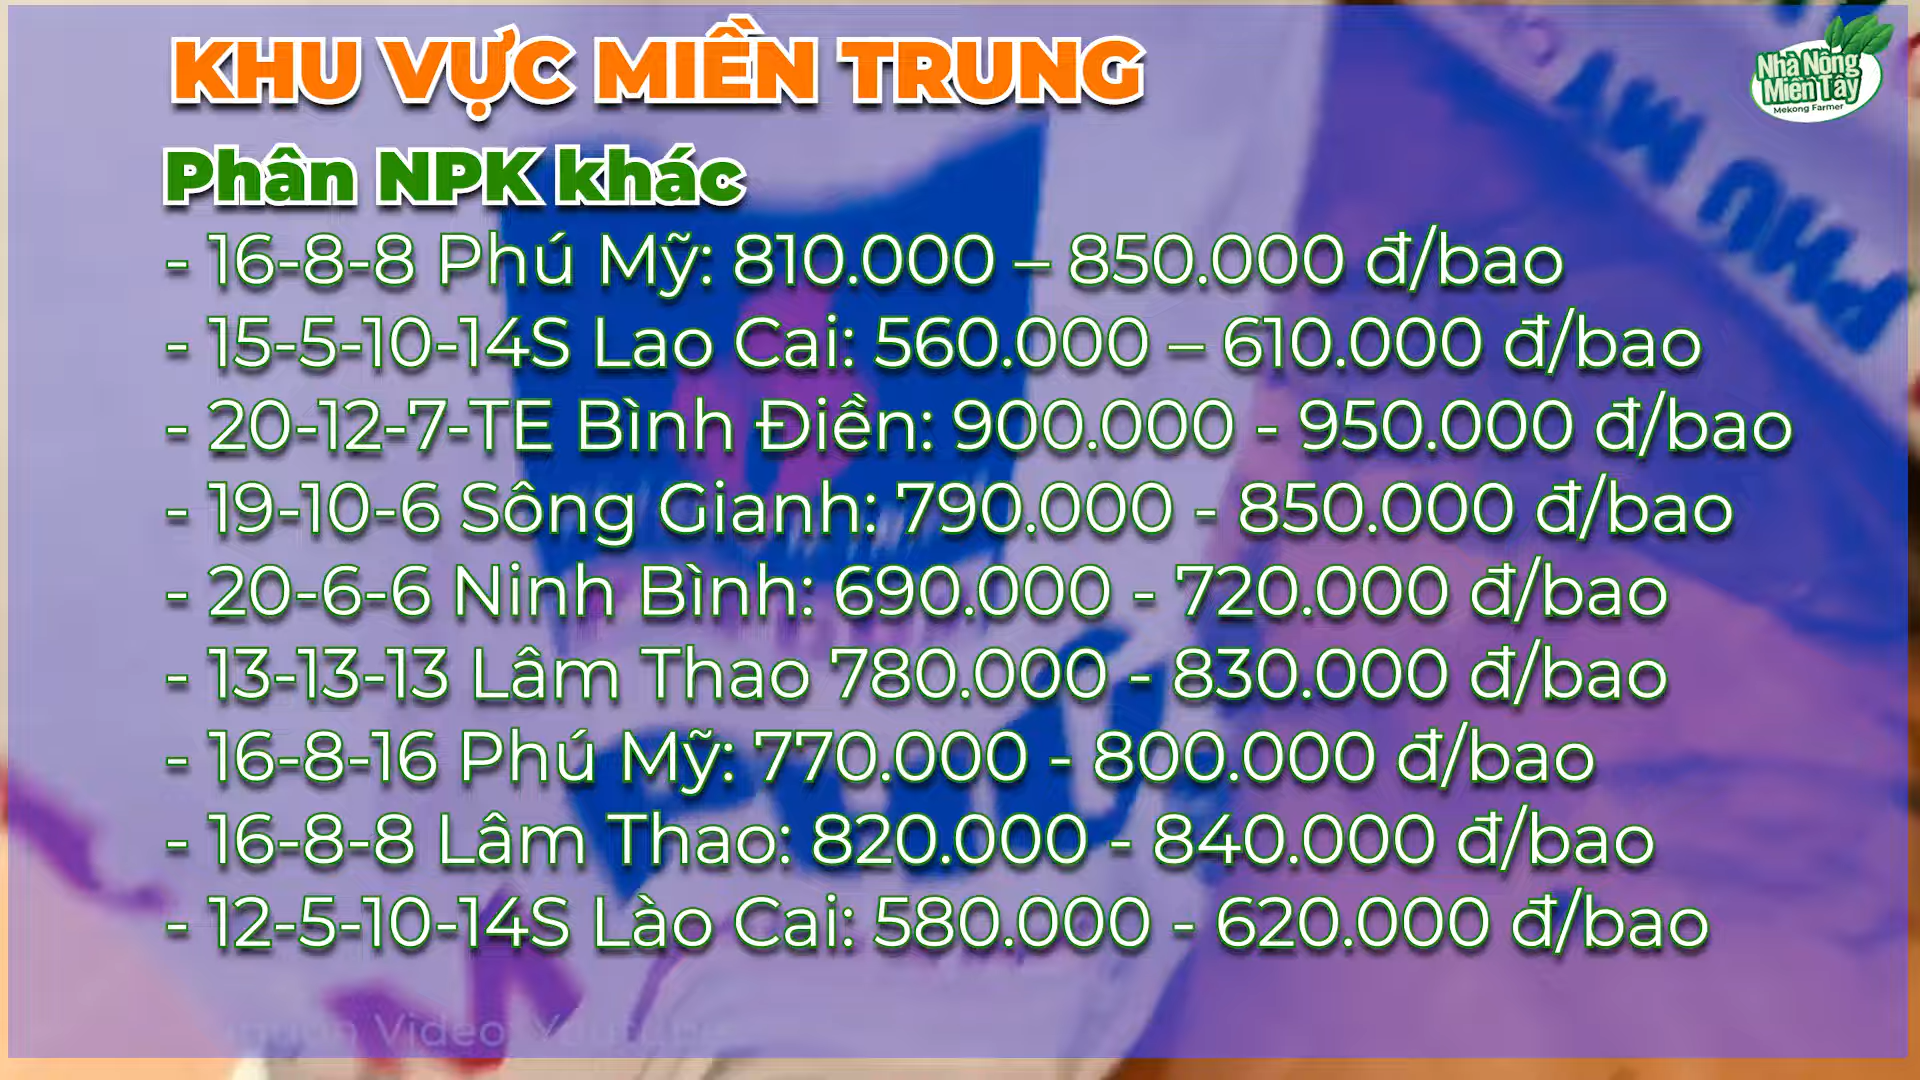 KHU VỰC MIỀN TRUNG
Nhà Nông
Miền Tây
Mekong Farmer
PHÚ MỸ
Phân NPK khác
- 16-8-8 Phú Mỹ: 810.000 – 850.000 đ/bao
- 15-5-10-14S Lao Cai: 560.000 – 610.000 đ/bao
- 20-12-7-TE Bình Điền: 900.000 - 950.000 đ/bao
- 19-10-6 Sông Gianh: 790.000 - 850.000 đ/bao
- 20-6-6 Ninh Bình: 690.000 - 720.000 đ/bao
- 13-13-13 Lâm Thao 780.000 - 830.000 đ/bao
- 16-8-16 Phú Mỹ: 770.000 - 800.000 đ/bao
- 16-8-8 Lâm Thao: 820.000 - 840.000 đ/bao
- 12-5-10-14S Lào Cai: 580.000 - 620.000 đ/bao
Video